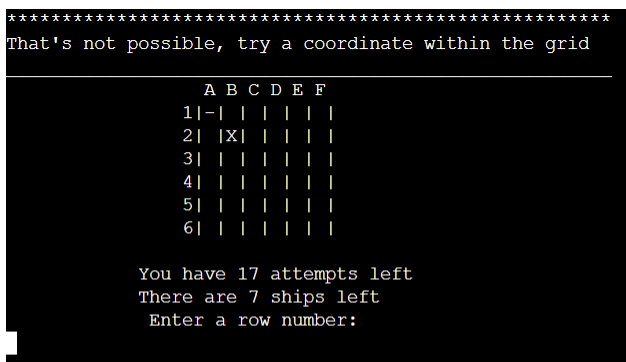 *******************************************************
That's not possible, try a coordinate within the grid
_______________________________________________________
A B C D E F
1|-| | | | | |
2| |X| | | | |
3| | | | | | |
4| | | | | | |
5| | | | | | |
6| | | | | | |
You have 17 attempts left
There are 7 ships left
Enter a row number: